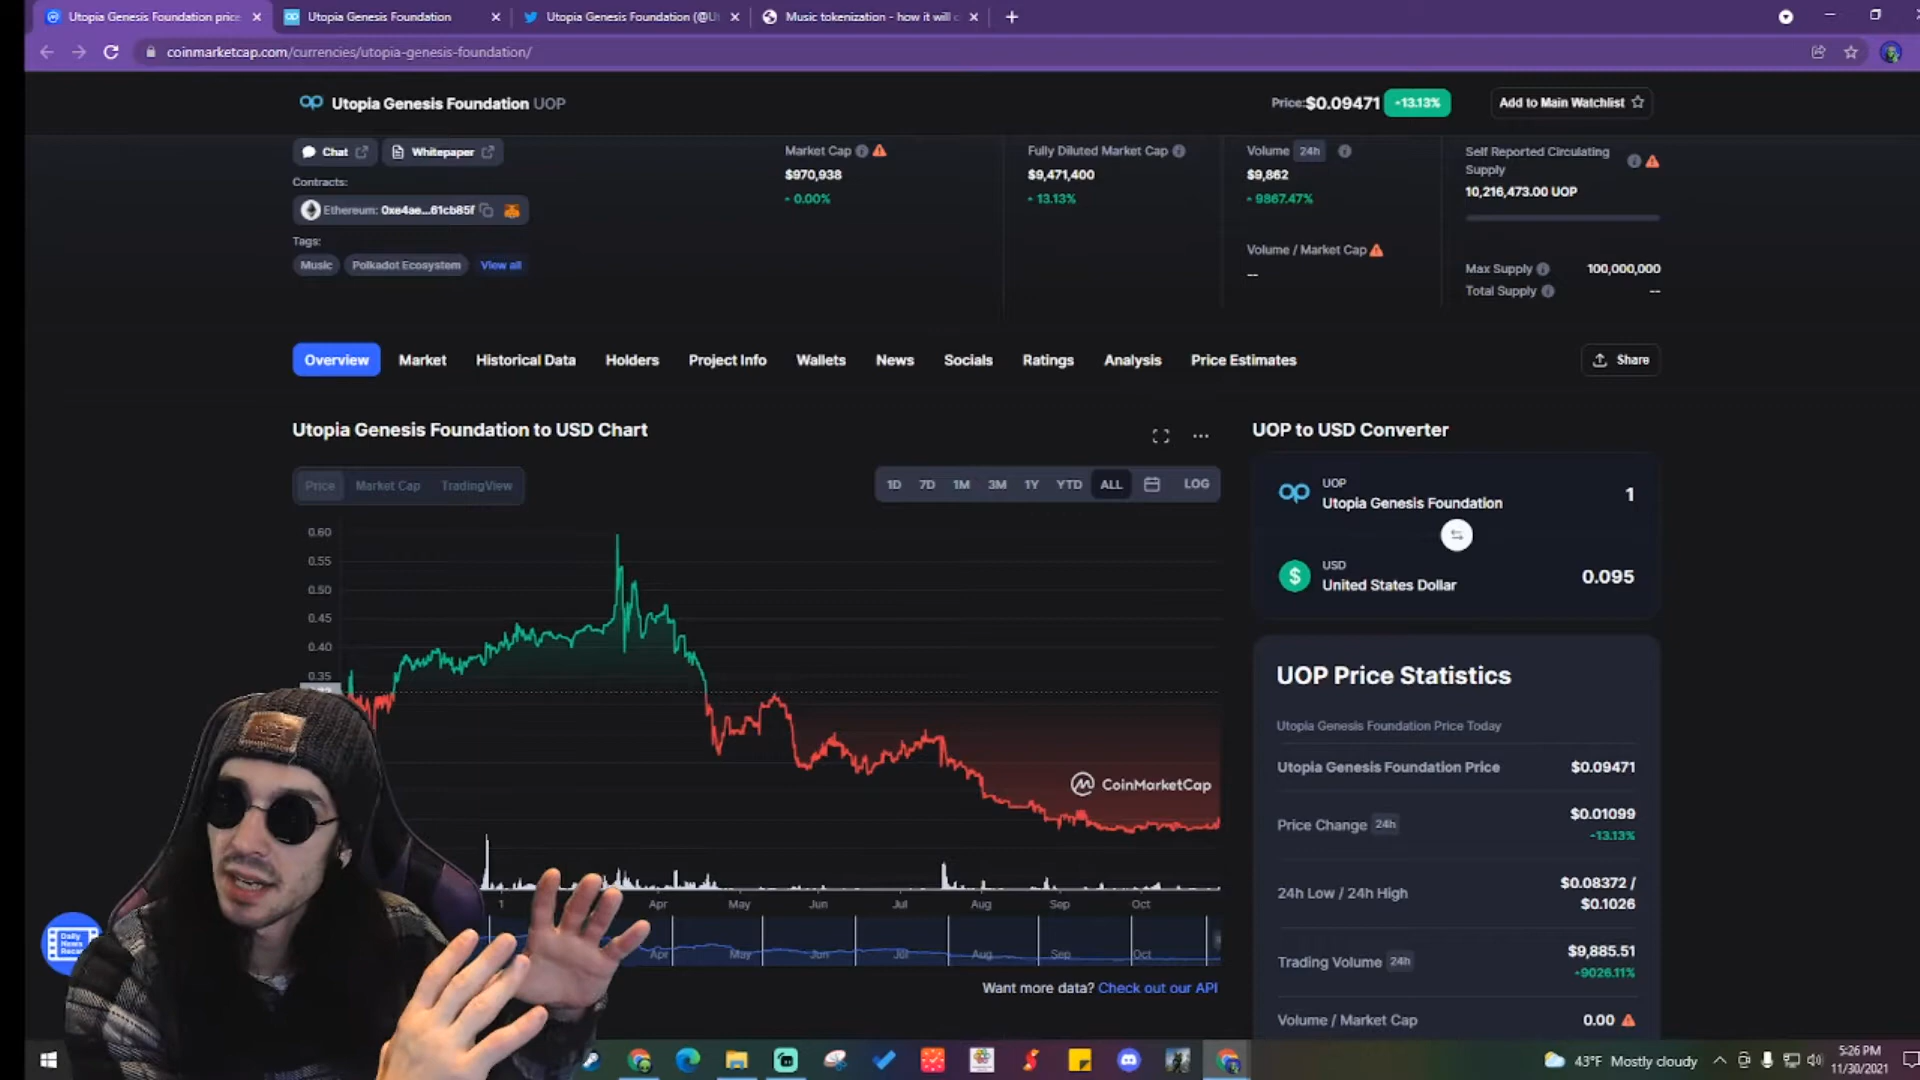 Utopia Genesis Foundation price
Utopia Genesis Foundation
Utopia Genesis Foundation (@U
Music tokenization - how it will c
coinmarketcap.com/currencies/utopia-genesis-foundation/
Utopia Genesis Foundation UOP
Price:$0.09471
13.13%
Add to Main Watchlist
Chat
Whitepaper
Contracts:
Ethereum: 0xe4ae...61cb85f
Tags:
Music
Polkadot Ecosystem
View all
Market Cap
$970,938
0.00%
Fully Diluted Market Cap
$9,471,400
13.13%
Volume 24h
$9,862
9867.47%
Volume / Market Cap
--
Self Reported Circulating
Supply
10,216,473.00 UOP
Max Supply 100,000,000
Total Supply --
Overview
Market
Historical Data
Holders
Project Info
Wallets
News
Socials
Ratings
Analysis
Price Estimates
Share
Utopia Genesis Foundation to USD Chart
Price
Market Cap
TradingView
1D
7D
1M
3M
1Y
YTD
ALL
LOG
0.60
0.55
0.50
0.45
0.40
0.35
CoinMarketCap
1
Apr
May
Jun
Jul
Aug
Sep
Oct
Apr
May
Jun
Jul
Aug
Sep
Oct
Want more data? Check out our API
UOP to USD Converter
UOP
Utopia Genesis Foundation
1
USD
United States Dollar
0.095
UOP Price Statistics
Utopia Genesis Foundation Price Today
Utopia Genesis Foundation Price $0.09471
Price Change 24h
$0.01099
13.13%
24h Low / 24h High
$0.08372 /
$0.1026
Trading Volume 24h
$9,885.51
9026.11%
Volume / Market Cap 0.00
Daily
News
43°F Mostly cloudy
5:26 PM
11/30/2021